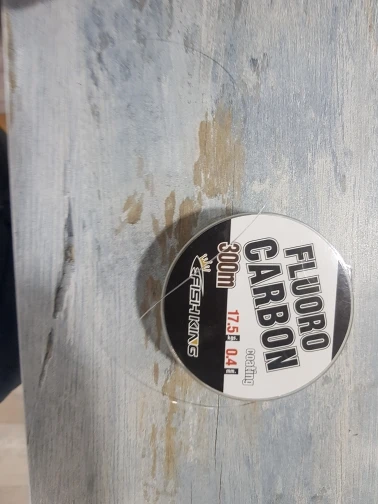 FLUORO
CARBON
coating
300m
17.5 kgs. 0.4 mm.
FISHKING